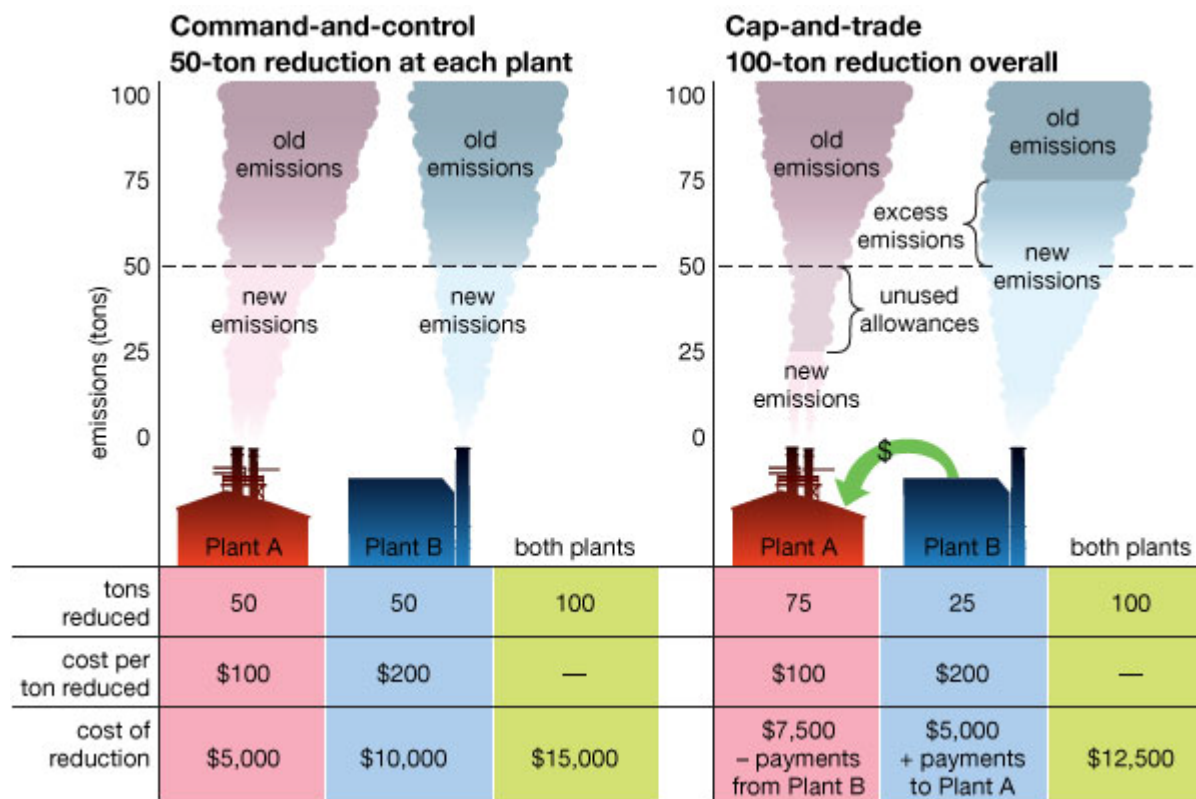 Command-and-control
50-ton reduction at each plant
emissions (tons)
100
75
50
25
0
old
emissions
old
emissions
new
emissions
new
emissions
Plant A
Plant B
both plants
Cap-and-trade
100-ton reduction overall
100
75
50
25
0
old
emissions
old
emissions
excess
emissions
new
emissions
unused
allowances
new
emissions
$
Plant A
Plant B
both plants
tons
reduced
50
50
100
75
25
100
cost per
ton reduced
$100
$200
—
$100
$200
—
cost of
reduction
$5,000
$10,000
$15,000
$7,500
– payments
from Plant B
$5,000
+ payments
to Plant A
$12,500